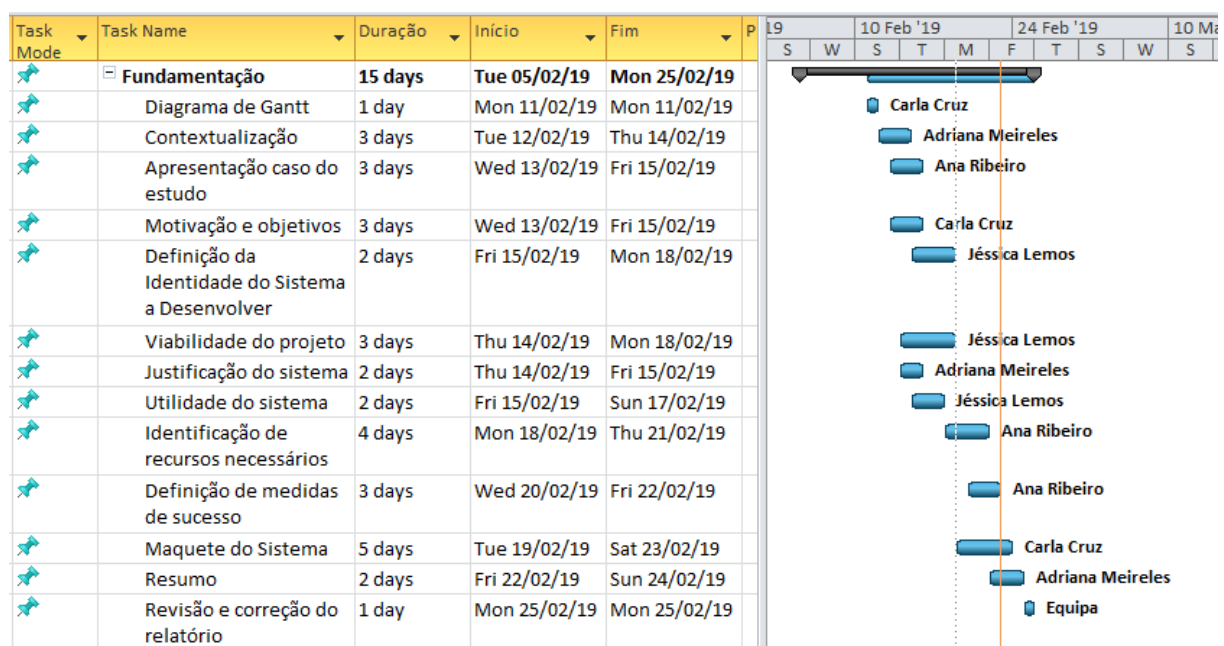 Task Mode Task Name Duração Início Fim P 19 10 Feb '19 24 Feb '19 10 Ma
S W S T M F T S W S
Fundamentação 15 days Tue 05/02/19 Mon 25/02/19
Diagrama de Gantt 1 day Mon 11/02/19 Mon 11/02/19 Carla Cruz
Contextualização 3 days Tue 12/02/19 Thu 14/02/19 Adriana Meireles
Apresentação caso do 3 days Wed 13/02/19 Fri 15/02/19 Ana Ribeiro
estudo
Motivação e objetivos 3 days Wed 13/02/19 Fri 15/02/19 Carla Cruz
Definição da 2 days Fri 15/02/19 Mon 18/02/19 Jéssica Lemos
Identidade do Sistema
a Desenvolver
Viabilidade do projeto 3 days Thu 14/02/19 Mon 18/02/19 Jéssica Lemos
Justificação do sistema 2 days Thu 14/02/19 Fri 15/02/19 Adriana Meireles
Utilidade do sistema 2 days Fri 15/02/19 Sun 17/02/19 Jéssica Lemos
Identificação de 4 days Mon 18/02/19 Thu 21/02/19 Ana Ribeiro
recursos necessários
Definição de medidas 3 days Wed 20/02/19 Fri 22/02/19 Ana Ribeiro
de sucesso
Maquete do Sistema 5 days Tue 19/02/19 Sat 23/02/19 Carla Cruz
Resumo 2 days Fri 22/02/19 Sun 24/02/19 Adriana Meireles
Revisão e correção do 1 day Mon 25/02/19 Mon 25/02/19 Equipa
relatório